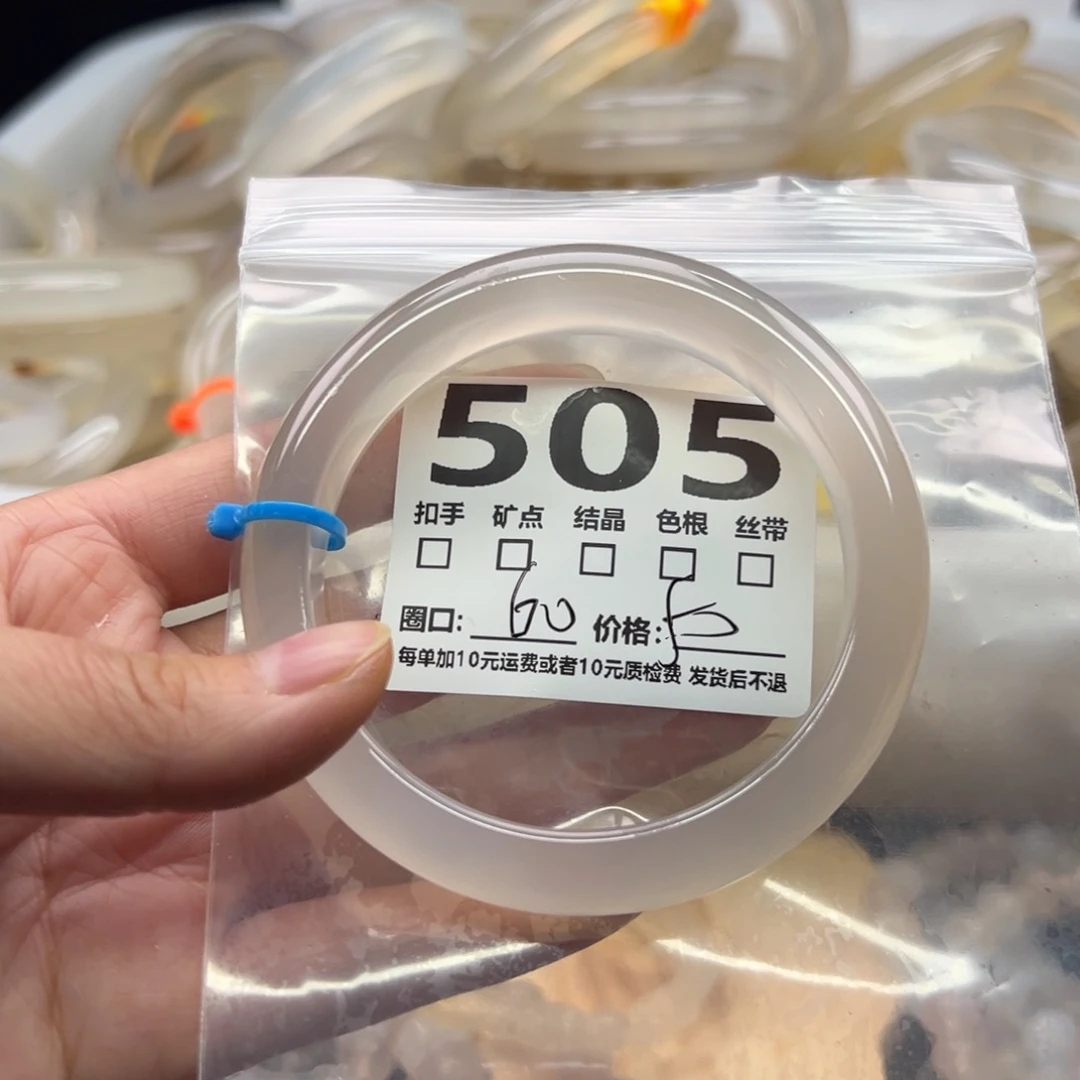 505
扣手 矿点 结晶 色根 丝带
圈口: 60 价格:
每单加10元运费或者10元质检费 发货后不退